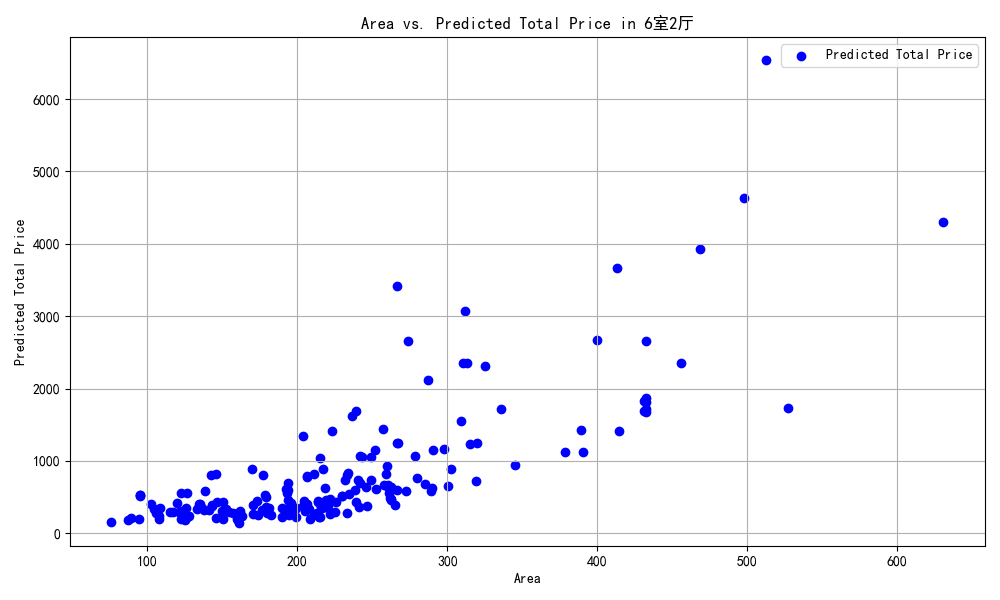 Area vs. Predicted Total Price in 6室2厅
Predicted Total Price
Predicted Total Price
6000
5000
4000
3000
2000
1000
0
100 200 300 400 500 600
Area